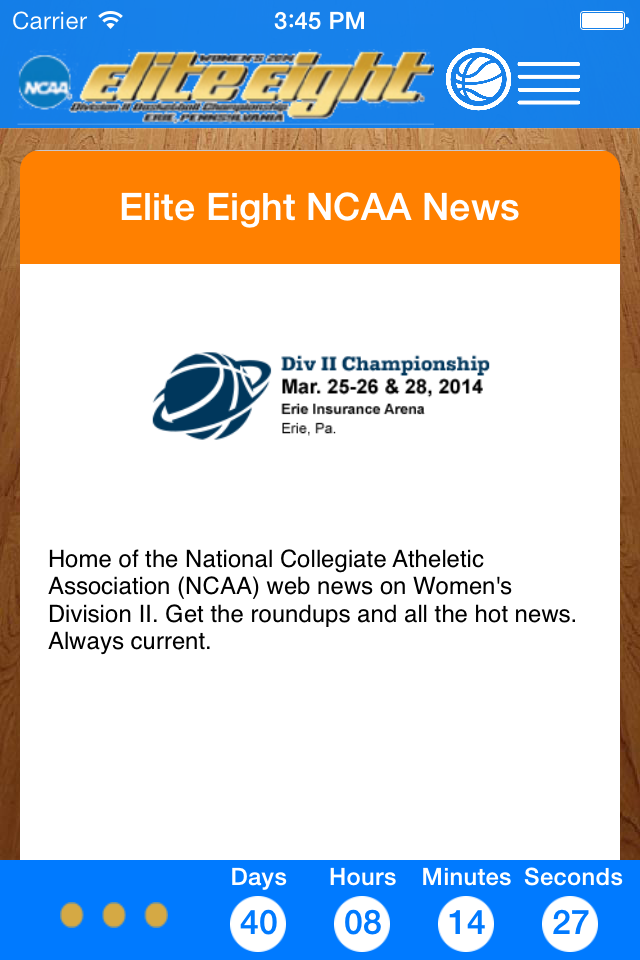 Carrier 3:45 PM
WOMEN'S 2014
NCAA
elite Eight
Division II Basketball Championship
ERIE, PENNSYLVANIA
Elite Eight NCAA News
Div II Championship
Mar. 25-26 & 28, 2014
Erie Insurance Arena
Erie, Pa.
Home of the National Collegiate Atheletic
Association (NCAA) web news on Women's
Division II. Get the roundups and all the hot news.
Always current.
Days Hours Minutes Seconds
40 08 14 27